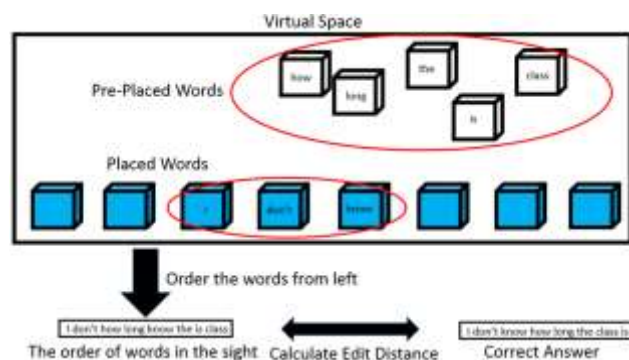 Virtual Space
Pre-Placed Words
how
long
the
class
is
Placed Words
I
don't
know
Order the words from left
I don't how long know the is class
The order of words in the sight
Calculate Edit Distance
I don't know how long the class is
Correct Answer